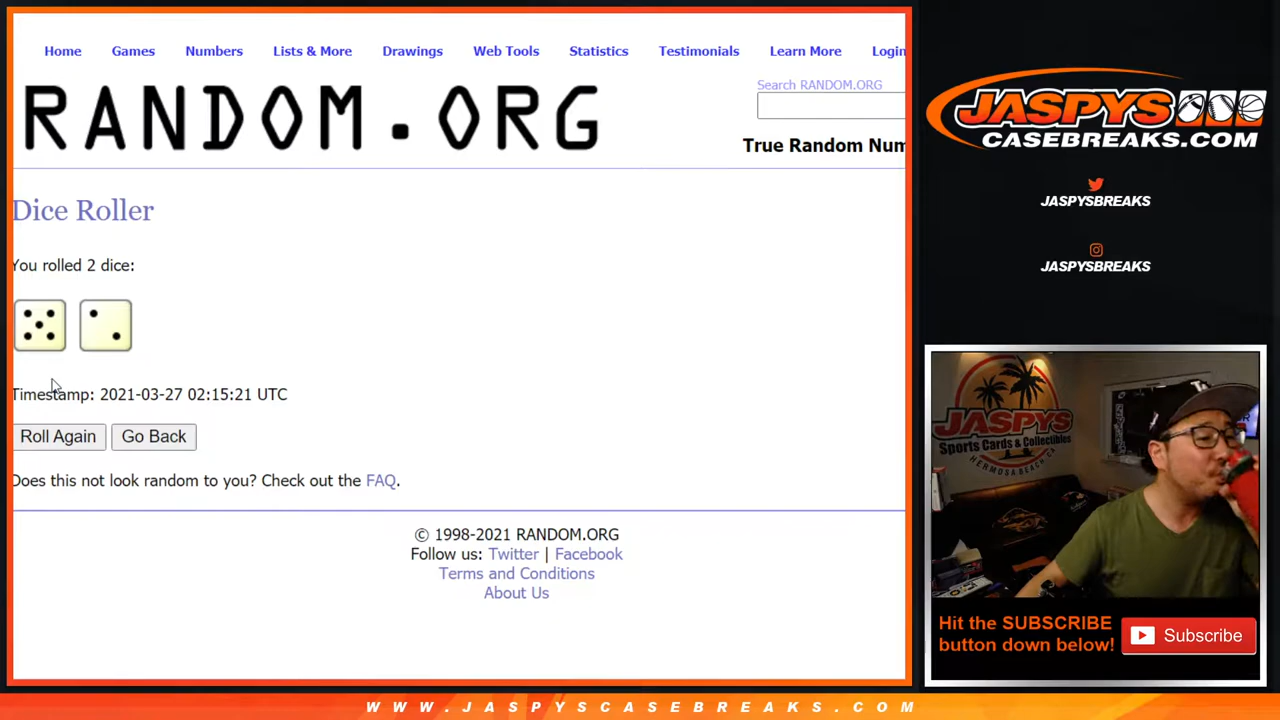 Home Games Numbers Lists & More Drawings Web Tools Statistics Testimonials Learn More Login
Search RANDOM.ORG
RANDOM.ORG
True Random Num
Dice Roller
You rolled 2 dice:
Timestamp: 2021-03-27 02:15:21 UTC
Roll Again Go Back
Does this not look random to you? Check out the FAQ.
© 1998-2021 RANDOM.ORG
Follow us: Twitter | Facebook
Terms and Conditions
About Us
JASPYS
CASEBREAKS.COM
JASPYSBREAKS
JASPYSBREAKS
JASPYS
Sports Cards & Collectibles
HERMOSA BEACH, CA
Hit the SUBSCRIBE
button down below!
Subscribe
WWW.JASPYSCASEBREAKS.COM